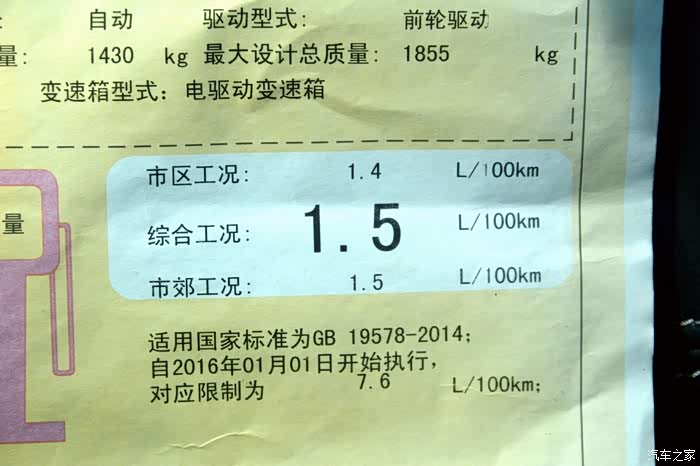 : 自动 驱动型式: 前轮驱动
量: 1430 kg 最大设计总质量: 1855 kg
变速箱型式: 电驱动变速箱
市区工况: 1.4 L/100km
量
综合工况: 1.5 L/100km
市郊工况: 1.5 L/100km
适用国家标准为GB 19578-2014;
自2016年01月01日开始执行,
对应限制为 7.6 L/100km;
汽车之家